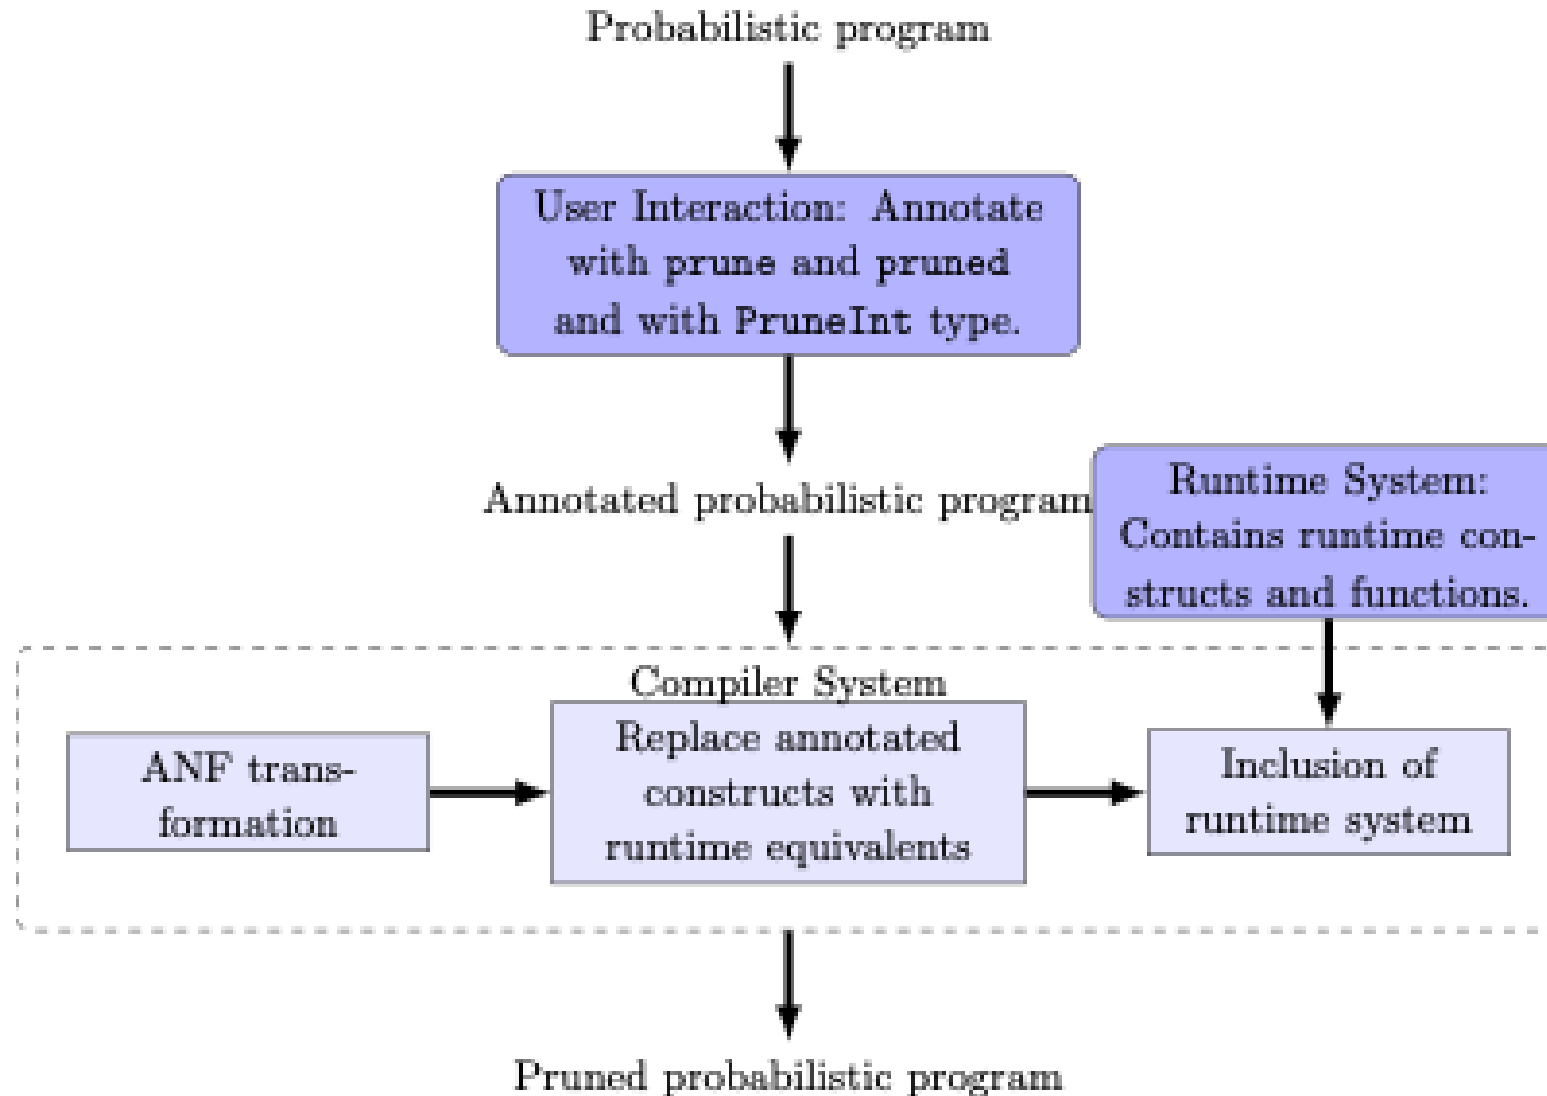 Probabilistic program
User Interaction: Annotate
with prune and pruned
and with PruneInt type.
Annotated probabilistic program
Runtime System:
Contains runtime con-
structs and functions.
Compiler System
ANF trans-
formation
Replace annotated
constructs with
runtime equivalents
Inclusion of
runtime system
Pruned probabilistic program